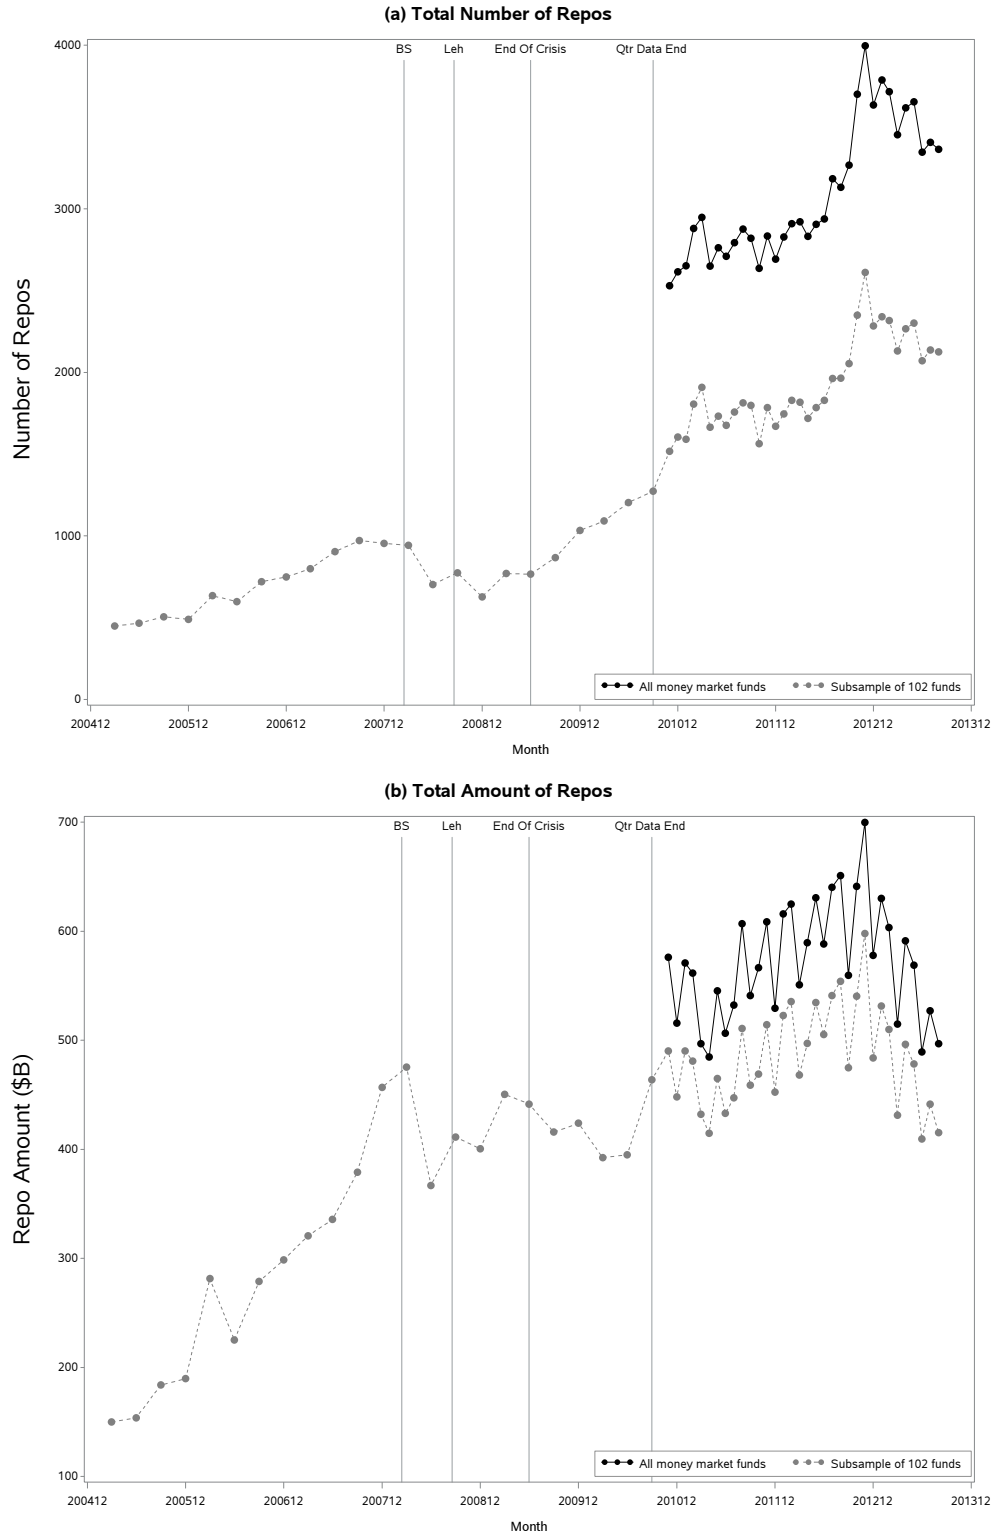 (a) Total Number of Repos
BS Leh End Of Crisis Qtr Data End
4000
3000
2000
1000
0
Number of Repos
All money market funds Subsample of 102 funds
200412 200512 200612 200712 200812 200912 201012 201112 201212 201312
Month
(b) Total Amount of Repos
BS Leh End Of Crisis Qtr Data End
700
600
500
400
300
200
100
Repo Amount ($B)
All money market funds Subsample of 102 funds
200412 200512 200612 200712 200812 200912 201012 201112 201212 201312
Month